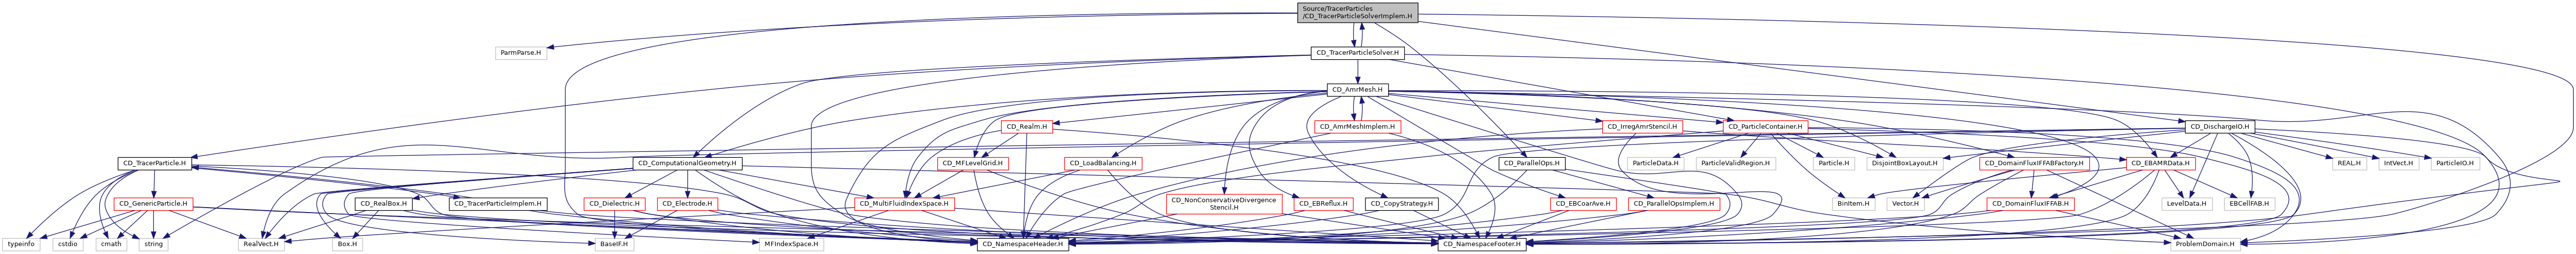 Source/TracerParticles
/CD_TracerParticleSolverImplem.H
ParmParse.H
CD_TracerParticleSolver.H
CD_AmrMesh.H
CD_Realm.H
CD_AmrMeshImplem.H
CD_IrregAmrStencil.H
CD_ParticleContainer.H
CD_DischargeIO.H
CD_TracerParticle.H
CD_ComputationalGeometry.H
CD_MFLevelGrid.H
CD_LoadBalancing.H
CD_ParallelOps.H
ParticleData.H
ParticleValidRegion.H
Particle.H
DisjointBoxLayout.H
CD_DomainFluxIFFABFactory.H
CD_EBAMRData.H
REAL.H
IntVect.H
ParticleIO.H
CD_GenericParticle.H
CD_RealBox.H
CD_TracerParticleImplem.H
CD_Dielectric.H
CD_Electrode.H
CD_MultiFluidIndexSpace.H
CD_NonConservativeDivergence
Stencil.H
CD_EBReflux.H
CD_CopyStrategy.H
CD_EBCoarAve.H
CD_ParallelOpsImplem.H
BinItem.H
Vector.H
CD_DomainFluxIFFAB.H
LevelData.H
EBCellFAB.H
typeinfo
cstdio
cmath
string
RealVect.H
Box.H
BaseIF.H
MFIndexSpace.H
CD_NamespaceHeader.H
CD_NamespaceFooter.H
ProblemDomain.H